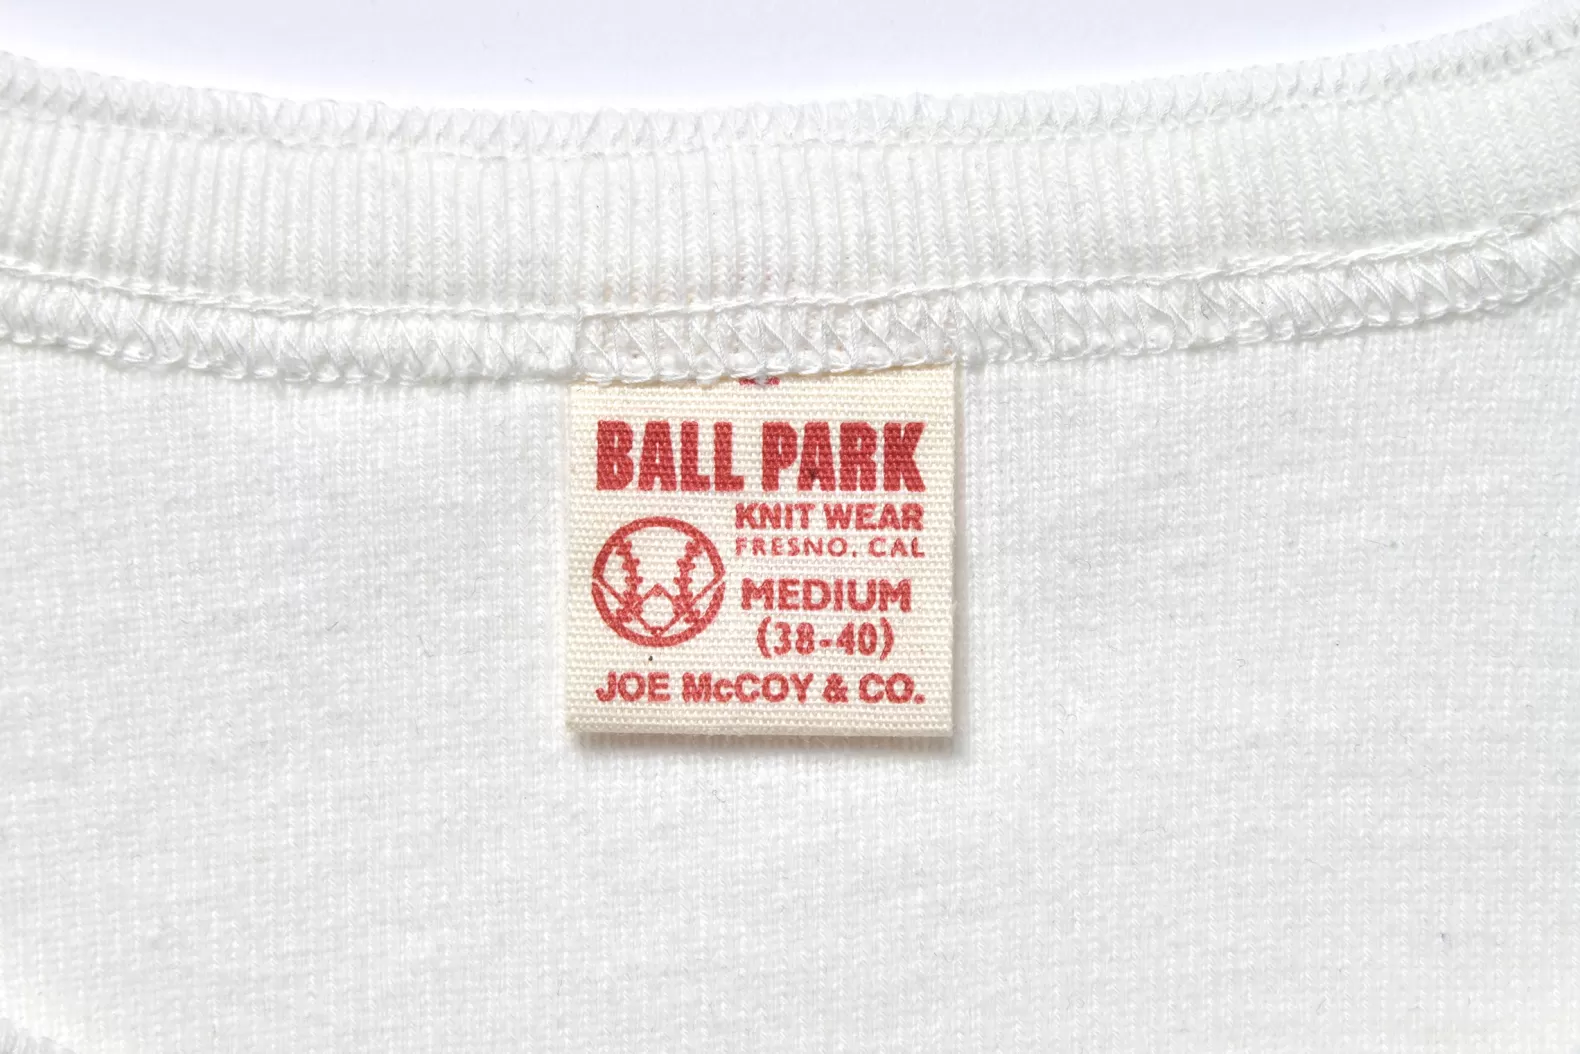 BALL PARK
KNIT WEAR
FRESNO. CAL
MEDIUM
(38-40)
JOE McCOY & CO.